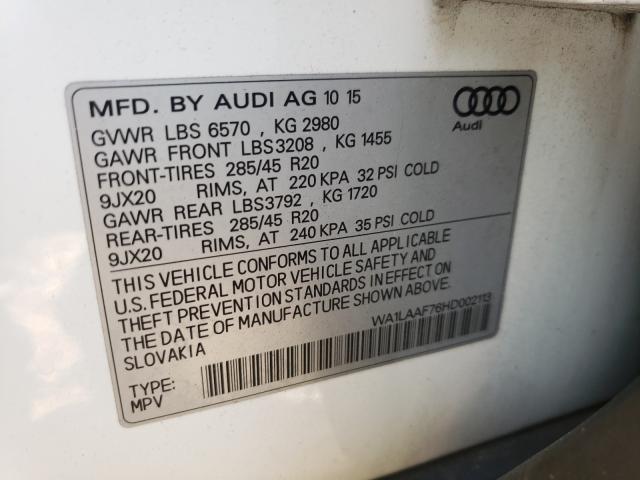 MFD. BY AUDI AG 10 15
GVWR LBS 6570 , KG 2980
GAWR FRONT LBS3208 , KG 1455
FRONT-TIRES 285/45 R20
9JX20 RIMS, AT 220 KPA 32 PSI COLD
GAWR REAR LBS3792 , KG 1720
REAR-TIRES 285/45 R20
9JX20 RIMS, AT 240 KPA 35 PSI COLD
THIS VEHICLE CONFORMS TO ALL APPLICABLE
U.S. FEDERAL MOTOR VEHICLE SAFETY AND
THEFT PREVENTION STANDARDS IN EFFECT ON
THE DATE OF MANUFACTURE SHOWN ABOVE.
SLOVAKIA
WA1LAAF76HD002113
TYPE:
MPV
Audi